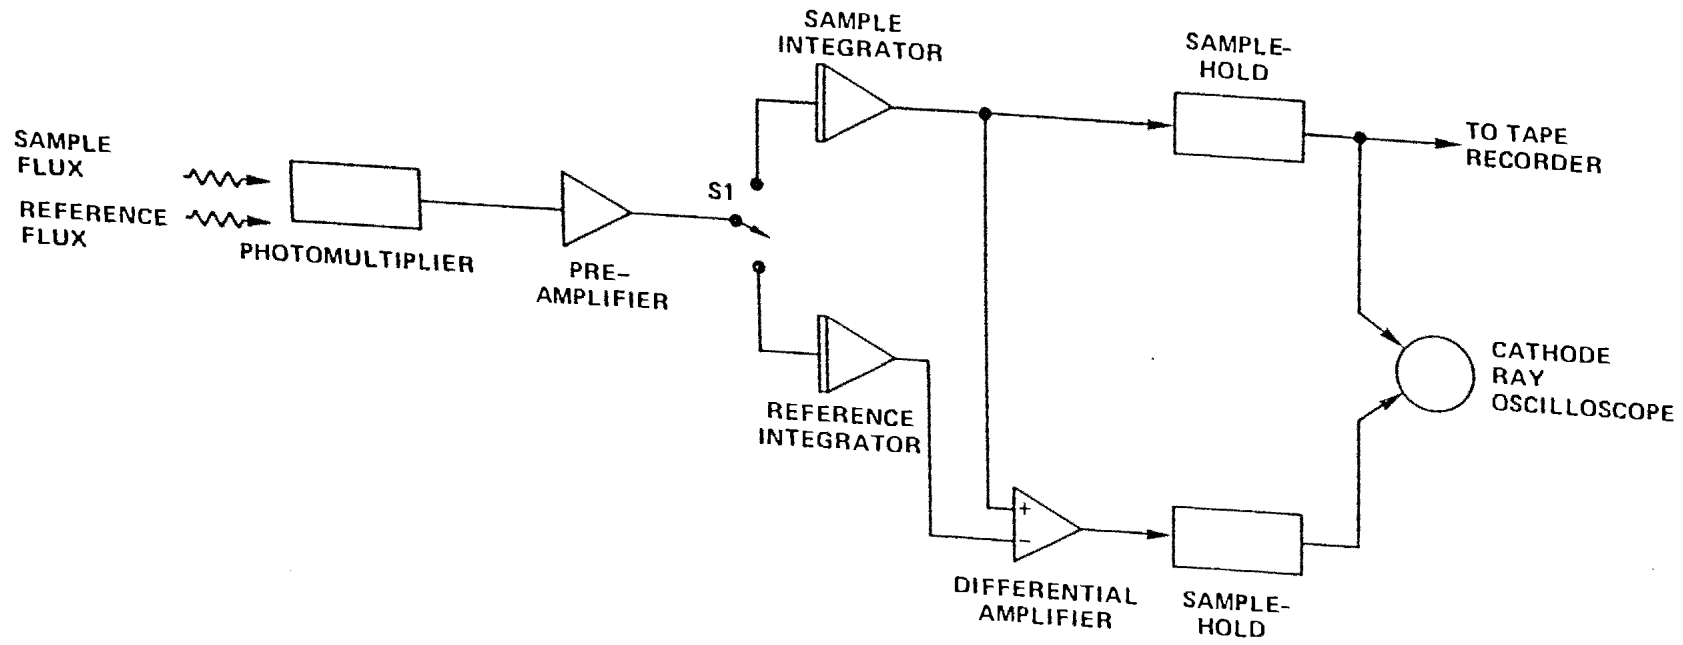 SAMPLE
INTEGRATOR
SAMPLE-
HOLD
SAMPLE
FLUX
REFERENCE
FLUX
PHOTOMULTIPLIER
PRE-
AMPLIFIER
S1
TO TAPE
RECORDER
REFERENCE
INTEGRATOR
CATHODE
RAY
OSCILLOSCOPE
+
-
DIFFERENTIAL
AMPLIFIER
SAMPLE-
HOLD